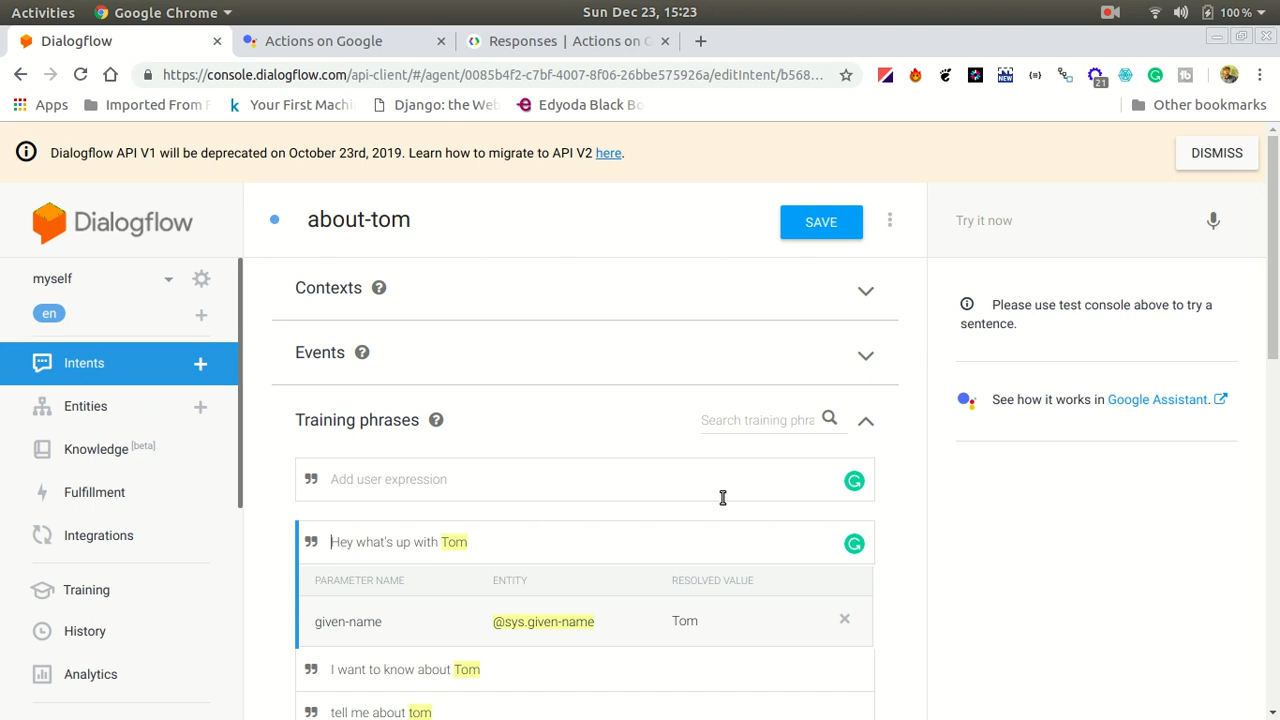 Activities Google Chrome Sun Dec 23, 15:23 100 %
Dialogflow Actions on Google Responses | Actions on G
https://console.dialogflow.com/api-client/#/agent/0085b4f2-c7bf-4007-8f06-26bbe575926a/editIntent/b568... 21
Apps Imported From F Your First Machi Django: the Web Edyoda Black Bo Other bookmarks
Dialogflow API V1 will be deprecated on October 23rd, 2019. Learn how to migrate to API V2 here. DISMISS
Dialogflow about-tom SAVE Try it now
myself Contexts
en Please use test console above to try a
sentence.
Intents Events
Entities See how it works in Google Assistant.
Training phrases Search training phra
Knowledge [beta]
Add user expression
Fulfillment
Integrations Hey what's up with Tom
PARAMETER NAME ENTITY RESOLVED VALUE
Training
given-name @sys.given-name Tom
History
Analytics I want to know about Tom
tell me about tom